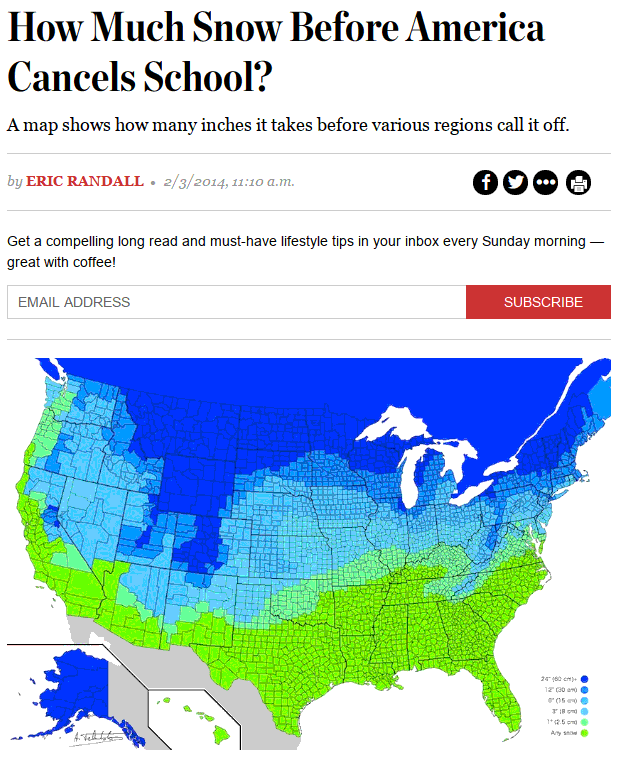 How Much Snow Before America
Cancels School?
A map shows how many inches it takes before various regions call it off.
by ERIC RANDALL • 2/3/2014, 11:10 a.m.
Get a compelling long read and must-have lifestyle tips in your inbox every Sunday morning —
great with coffee!
EMAIL ADDRESS
SUBSCRIBE
24" (60 cm)+
12" (30 cm)
6" (15 cm)
3" (8 cm)
1" (2.5 cm)
Any snow